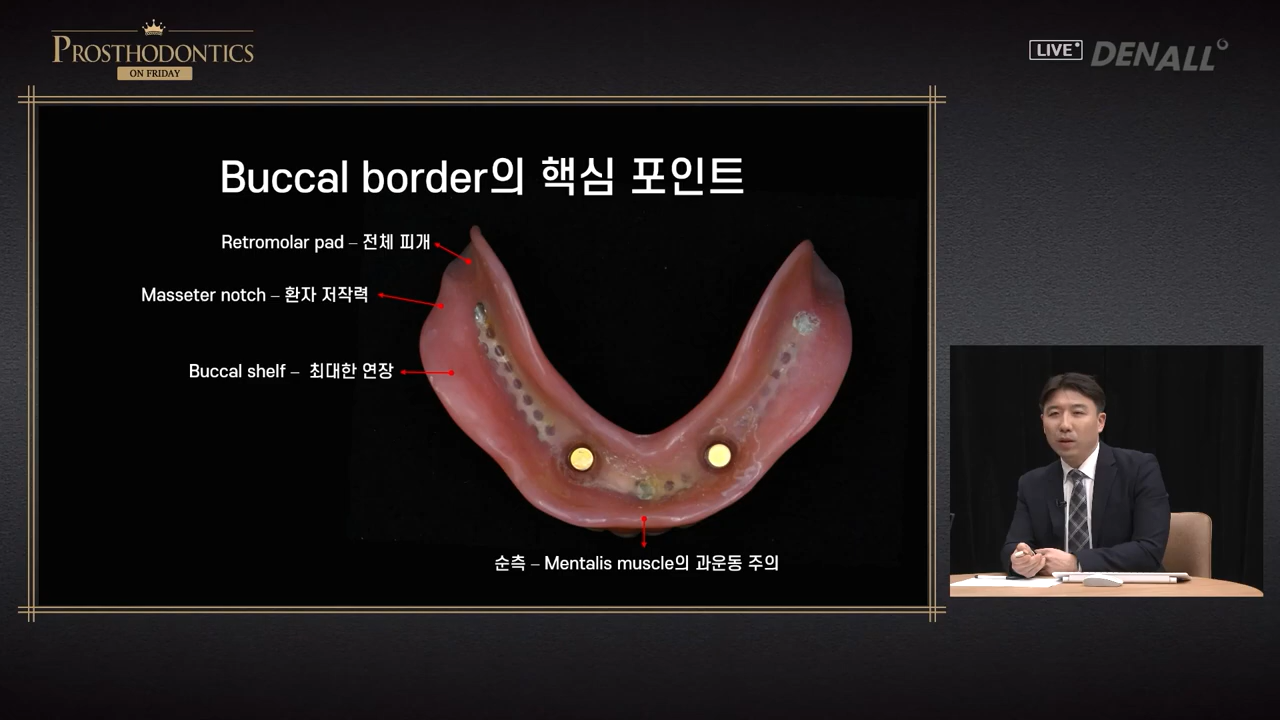 PROSTHODONTICS
ON FRIDAY
LIVE
DENALL
Buccal border의 핵심 포인트
Retromolar pad – 전체 피개
Masseter notch – 환자 저작력
Buccal shelf – 최대한 연장
순측 – Mentalis muscle의 과운동 주의